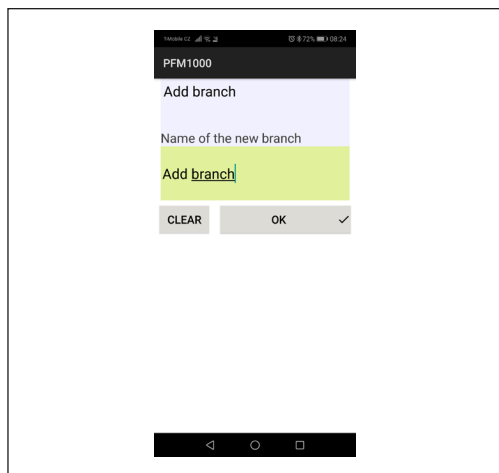 T-Mobile CZ 72% 08:24
PFM1000
Add branch
Name of the new branch
Add branch
CLEAR OK